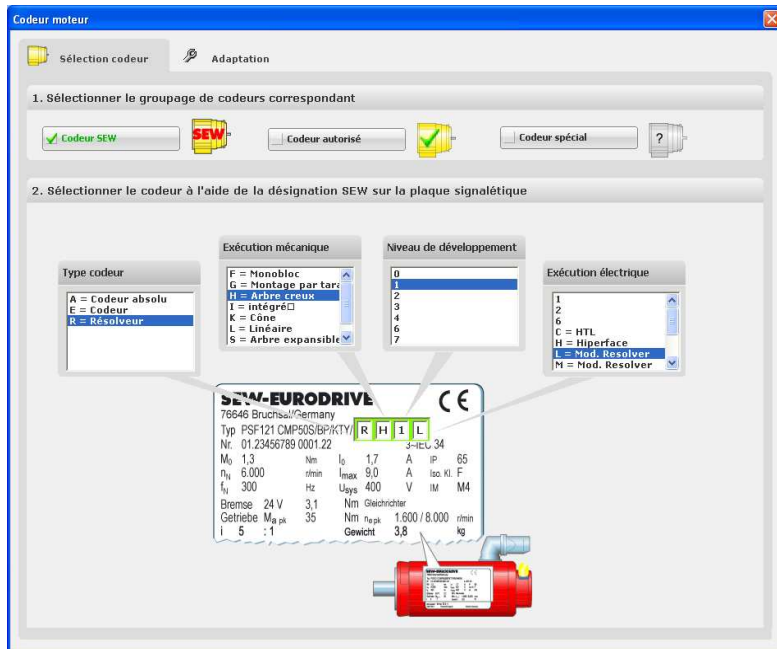 Codeur moteur
Sélection codeur
Adaptation
1. Sélectionner le groupage de codeurs correspondant
Codeur SEW
SEW
Codeur autorisé
Codeur spécial
?
2. Sélectionner le codeur à l'aide de la désignation SEW sur la plaque signalétique
Type codeur
A = Codeur absolu
E = Codeur
R = Résolveur
Exécution mécanique
F = Monobloc
G = Montage par tara
H = Arbre creux
I = intégré□
K = Cône
L = Linéaire
S = Arbre expansible
Niveau de développement
0
1
2
3
4
6
7
Exécution électrique
1
2
6
C = HTL
H = Hiperface
L = Mod. Resolver
M = Mod. Resolver
SEW-EURODRIVE CE
76646 Bruchsal/Germany
Typ PSF121 CMP50S/BP/KTY/ R H 1 L
Nr. 01.23456789 0001.22 3~IEC 34
M₀ 1,3 Nm I₀ 1,7 A IP 65
nN 6.000 r/min Imax 9,0 A Iso. Kl. F
fN 300 Hz Usys 400 V IM M4
Bremse 24 V 3,1 Nm Gleichrichter
Getriebe Ma pk 35 Nm ne pk 1.600 / 8.000 r/min
i 5 :1 Gewicht 3,8 kg